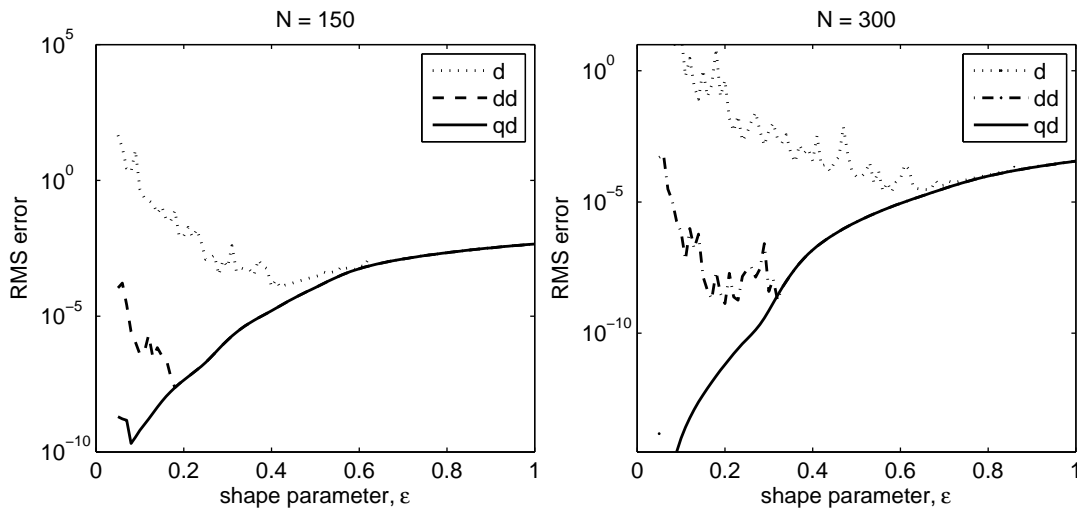 N = 150
10^5
10^0
10^−5
10^−10
RMS error
0
0.2
0.4
0.6
0.8
1
shape parameter, ε
d
dd
qd
N = 300
10^0
10^−5
10^−10
RMS error
0
0.2
0.4
0.6
0.8
1
shape parameter, ε
d
dd
qd